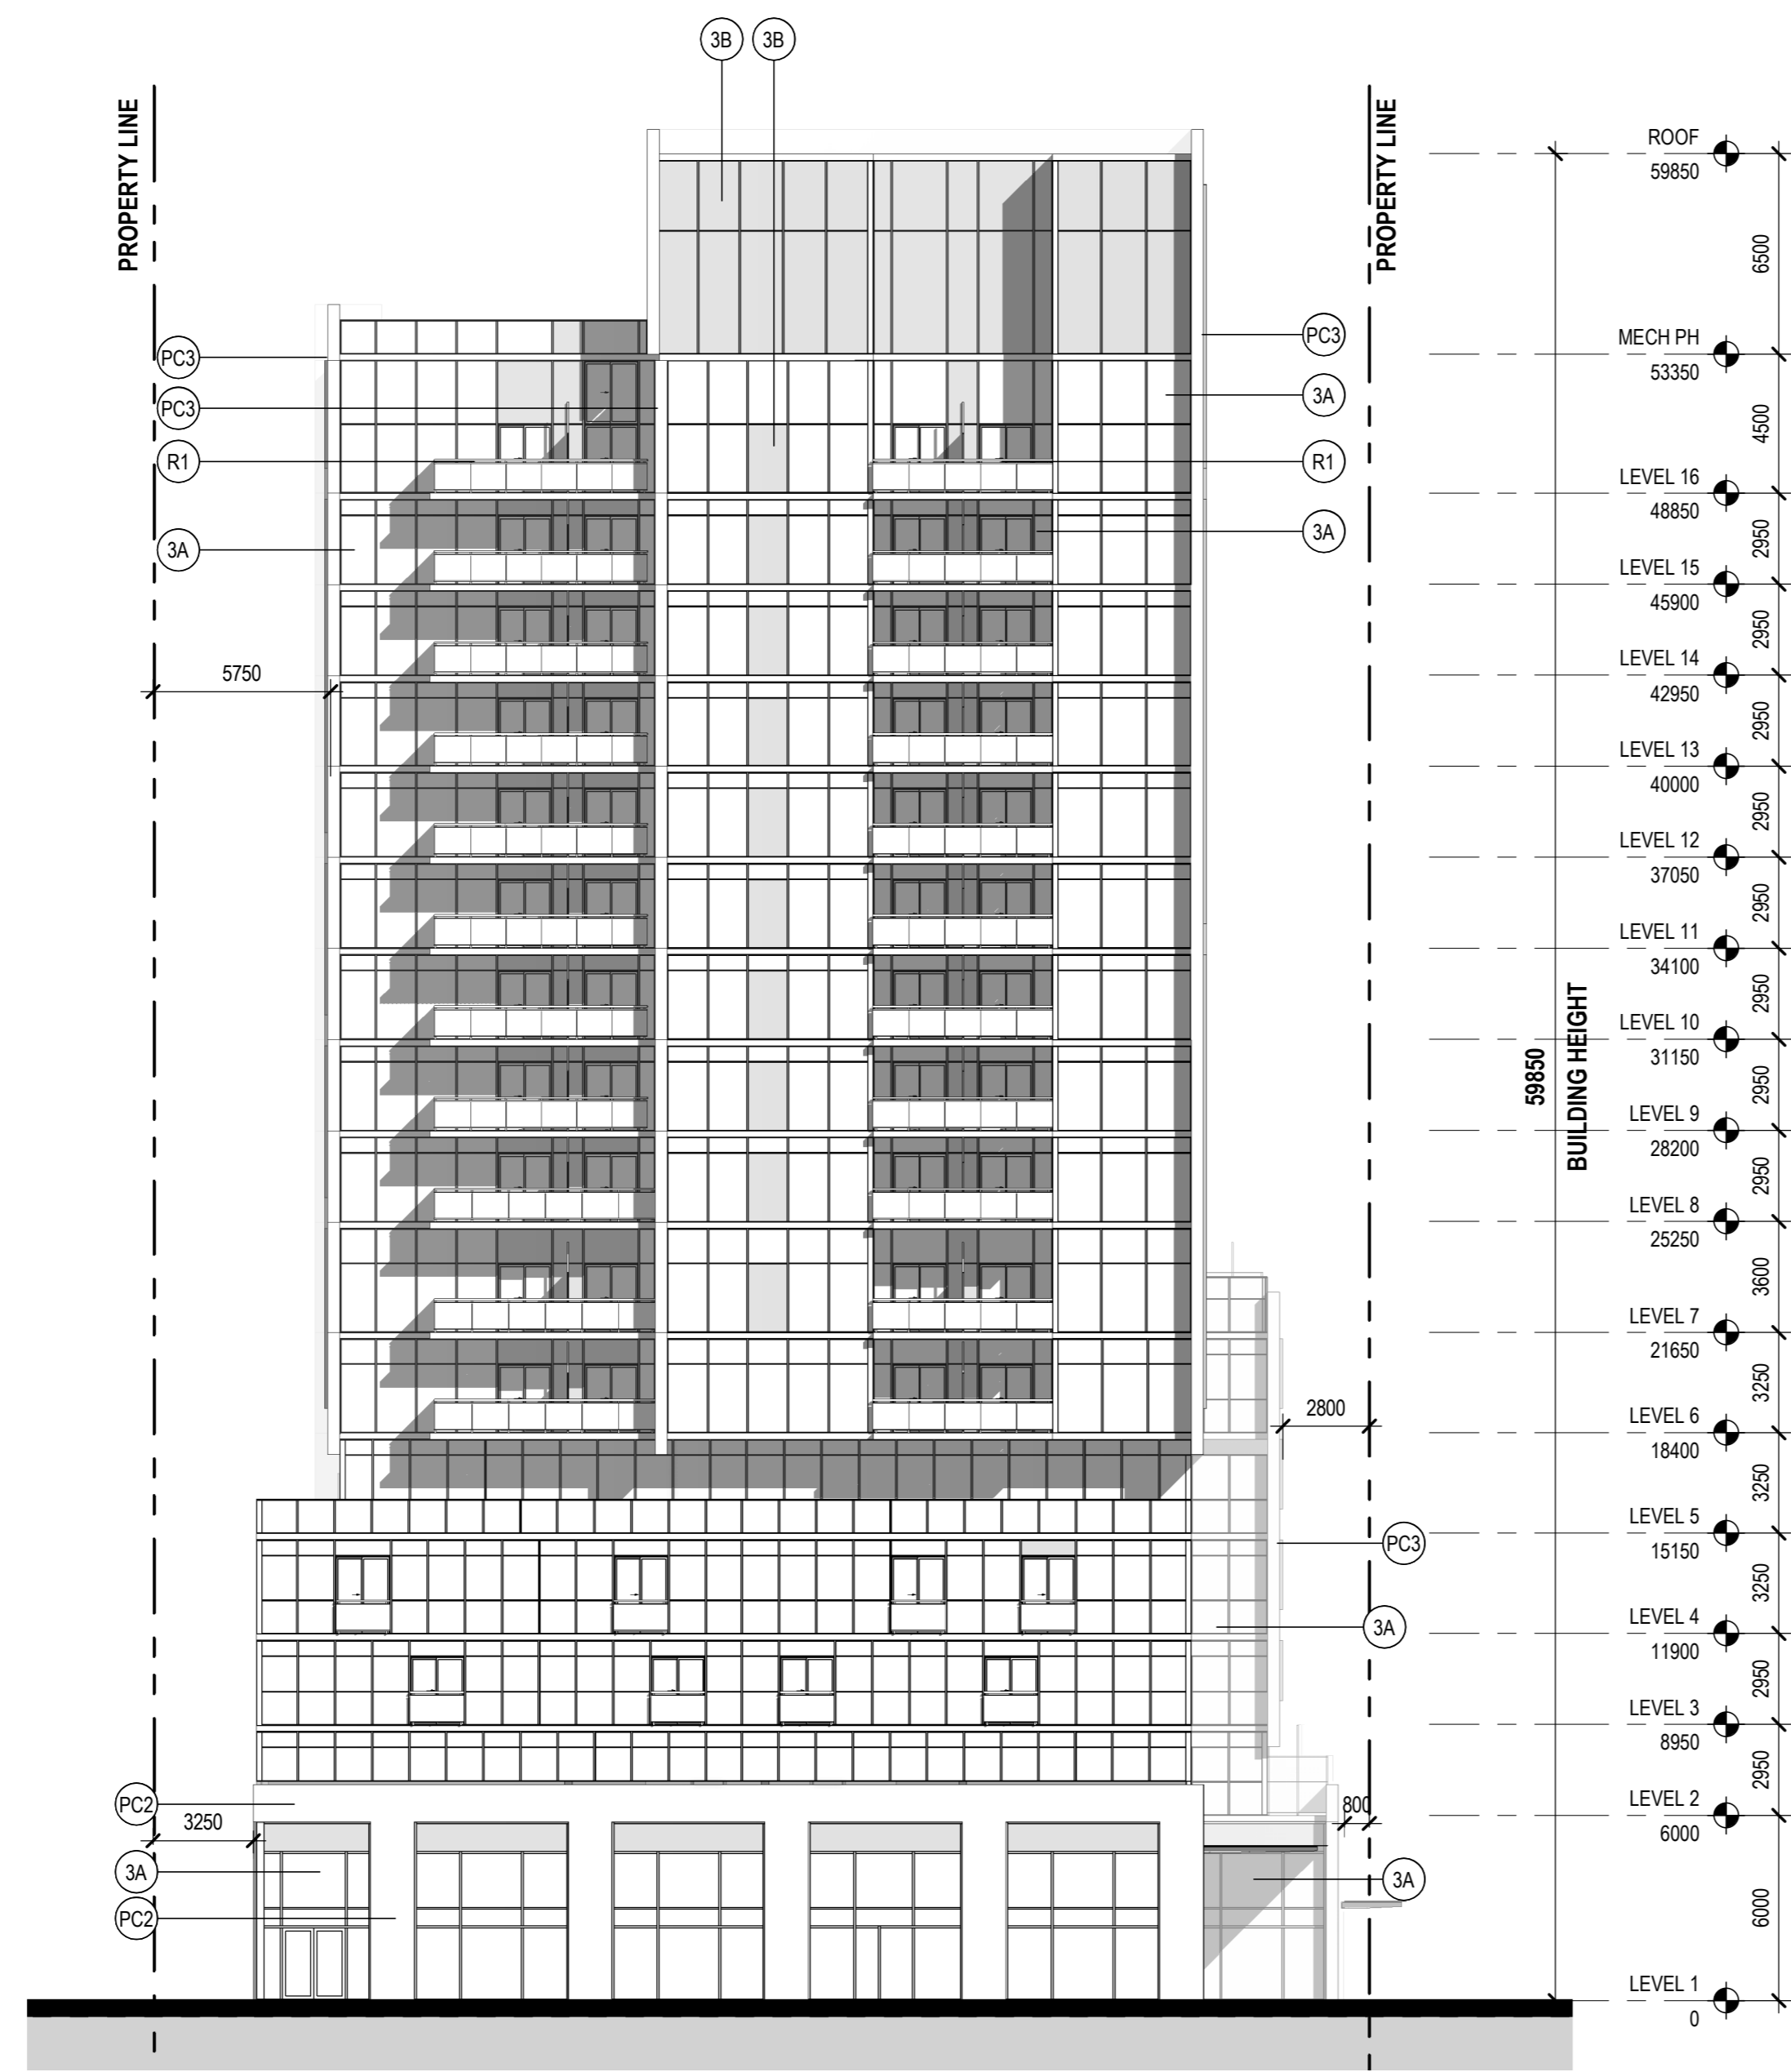 3B 3B
PROPERTY LINE
PROPERTY LINE
ROOF
59850
6500
PC3
PC3
MECH PH
53350
3A
PC3
4500
R1
R1
LEVEL 16
48850
3A
3A
2950
LEVEL 15
45900
2950
5750
LEVEL 14
42950
2950
LEVEL 13
40000
2950
LEVEL 12
37050
2950
LEVEL 11
34100
2950
LEVEL 10
31150
59850
BUILDING HEIGHT
2950
LEVEL 9
28200
2950
LEVEL 8
25250
3600
LEVEL 7
21650
3250
2800
LEVEL 6
18400
3250
LEVEL 5
15150
PC3
3250
LEVEL 4
11900
3A
2950
LEVEL 3
8950
2950
PC2
800
LEVEL 2
6000
3250
3A
3A
PC2
6000
LEVEL 1
0